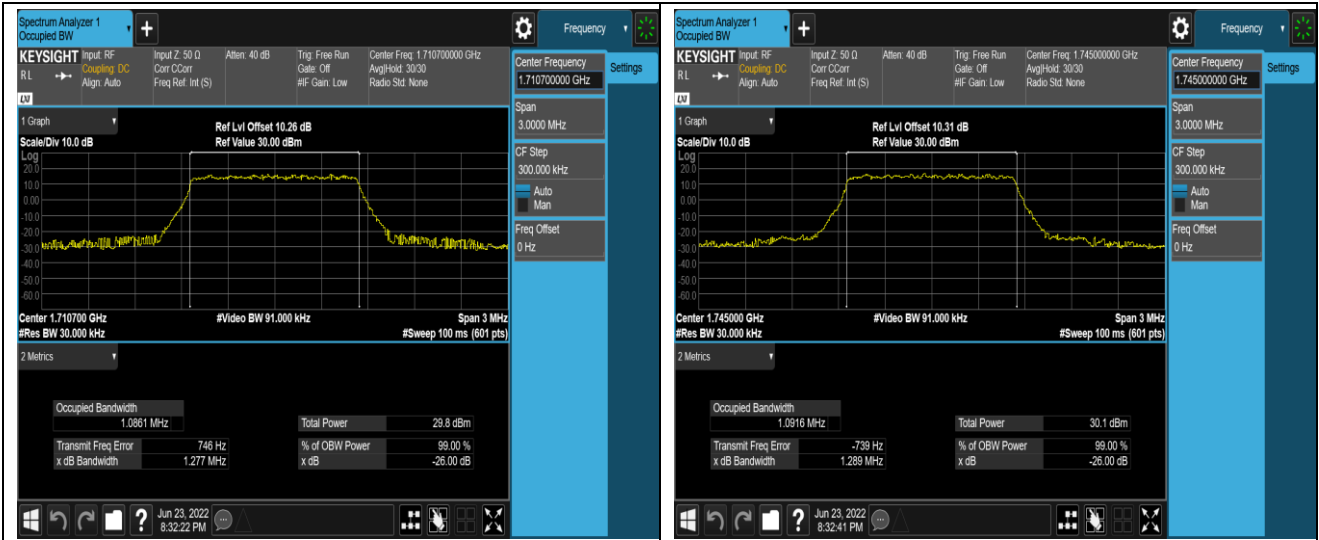 Spectrum Analyzer 1
Occupied BW
+
Frequency
KEYSIGHT
Input: RF
Coupling: DC
Align: Auto
Input Z: 50 Ω
Corr CCorr
Freq Ref: Int (S)
Atten: 40 dB
Trig: Free Run
Gate: Off
#IF Gain: Low
Center Freq: 1.710700000 GHz
Avg|Hold: 30/30
Radio Std: None
RL
LXI
Center Frequency
1.710700000 GHz
Settings
Span
3.0000 MHz
CF Step
300.000 kHz
Auto
Man
Freq Offset
0 Hz
1 Graph
Ref Lvl Offset 10.26 dB
Scale/Div 10.0 dB
Ref Value 30.00 dBm
Log
20.0
10.0
0.00
-10.0
-20.0
-30.0
-40.0
-50.0
-60.0
Center 1.710700 GHz
#Video BW 91.000 kHz
Span 3 MHz
#Res BW 30.000 kHz
#Sweep 100 ms (601 pts)
2 Metrics
Occupied Bandwidth
1.0861 MHz
Total Power 29.8 dBm
Transmit Freq Error 746 Hz
% of OBW Power 99.00 %
x dB Bandwidth 1.277 MHz
x dB -26.00 dB
?
Jun 23, 2022
8:32:22 PM
Spectrum Analyzer 1
Occupied BW
+
Frequency
KEYSIGHT
Input: RF
Coupling: DC
Align: Auto
Input Z: 50 Ω
Corr CCorr
Freq Ref: Int (S)
Atten: 40 dB
Trig: Free Run
Gate: Off
#IF Gain: Low
Center Freq: 1.745000000 GHz
Avg|Hold: 30/30
Radio Std: None
RL
LXI
Center Frequency
1.745000000 GHz
Settings
Span
3.0000 MHz
CF Step
300.000 kHz
Auto
Man
Freq Offset
0 Hz
1 Graph
Ref Lvl Offset 10.31 dB
Scale/Div 10.0 dB
Ref Value 30.00 dBm
Log
20.0
10.0
0.00
-10.0
-20.0
-30.0
-40.0
-50.0
-60.0
Center 1.745000 GHz
#Video BW 91.000 kHz
Span 3 MHz
#Res BW 30.000 kHz
#Sweep 100 ms (601 pts)
2 Metrics
Occupied Bandwidth
1.0916 MHz
Total Power 30.1 dBm
Transmit Freq Error -739 Hz
% of OBW Power 99.00 %
x dB Bandwidth 1.289 MHz
x dB -26.00 dB
?
Jun 23, 2022
8:32:41 PM